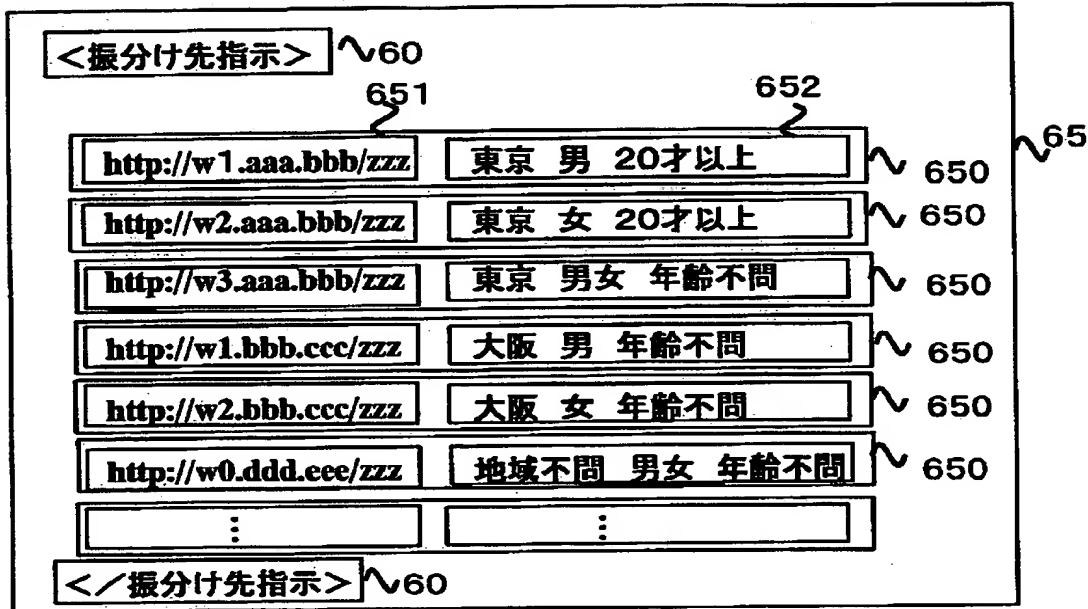 <振分け先指示> 60
651 652
65
http://w1.aaa.bbb/zzz 東京 男 20才以上 650
http://w2.aaa.bbb/zzz 東京 女 20才以上 650
http://w3.aaa.bbb/zzz 東京 男女 年齢不問 650
http://w1.bbb.ccc/zzz 大阪 男 年齢不問 650
http://w2.bbb.ccc/zzz 大阪 女 年齢不問 650
http://w0.ddd.eee/zzz 地域不問 男女 年齢不問 650
⋮ ⋮
</振分け先指示> 60